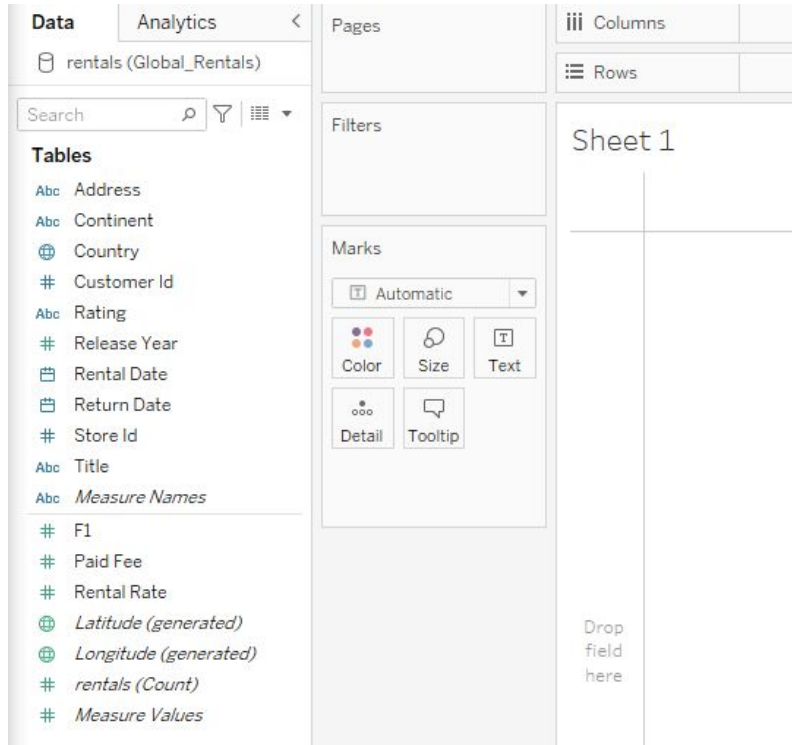 Data Analytics <
rentals (Global_Rentals)
Search
Tables
Abc Address
Abc Continent
Country
# Customer Id
Abc Rating
# Release Year
Rental Date
Return Date
# Store Id
Abc Title
Abc Measure Names
# F1
# Paid Fee
# Rental Rate
Latitude (generated)
Longitude (generated)
# rentals (Count)
# Measure Values
Pages
Filters
Marks
T Automatic
Color Size T Text
Detail Tooltip
Columns
Rows
Sheet 1
Drop
field
here